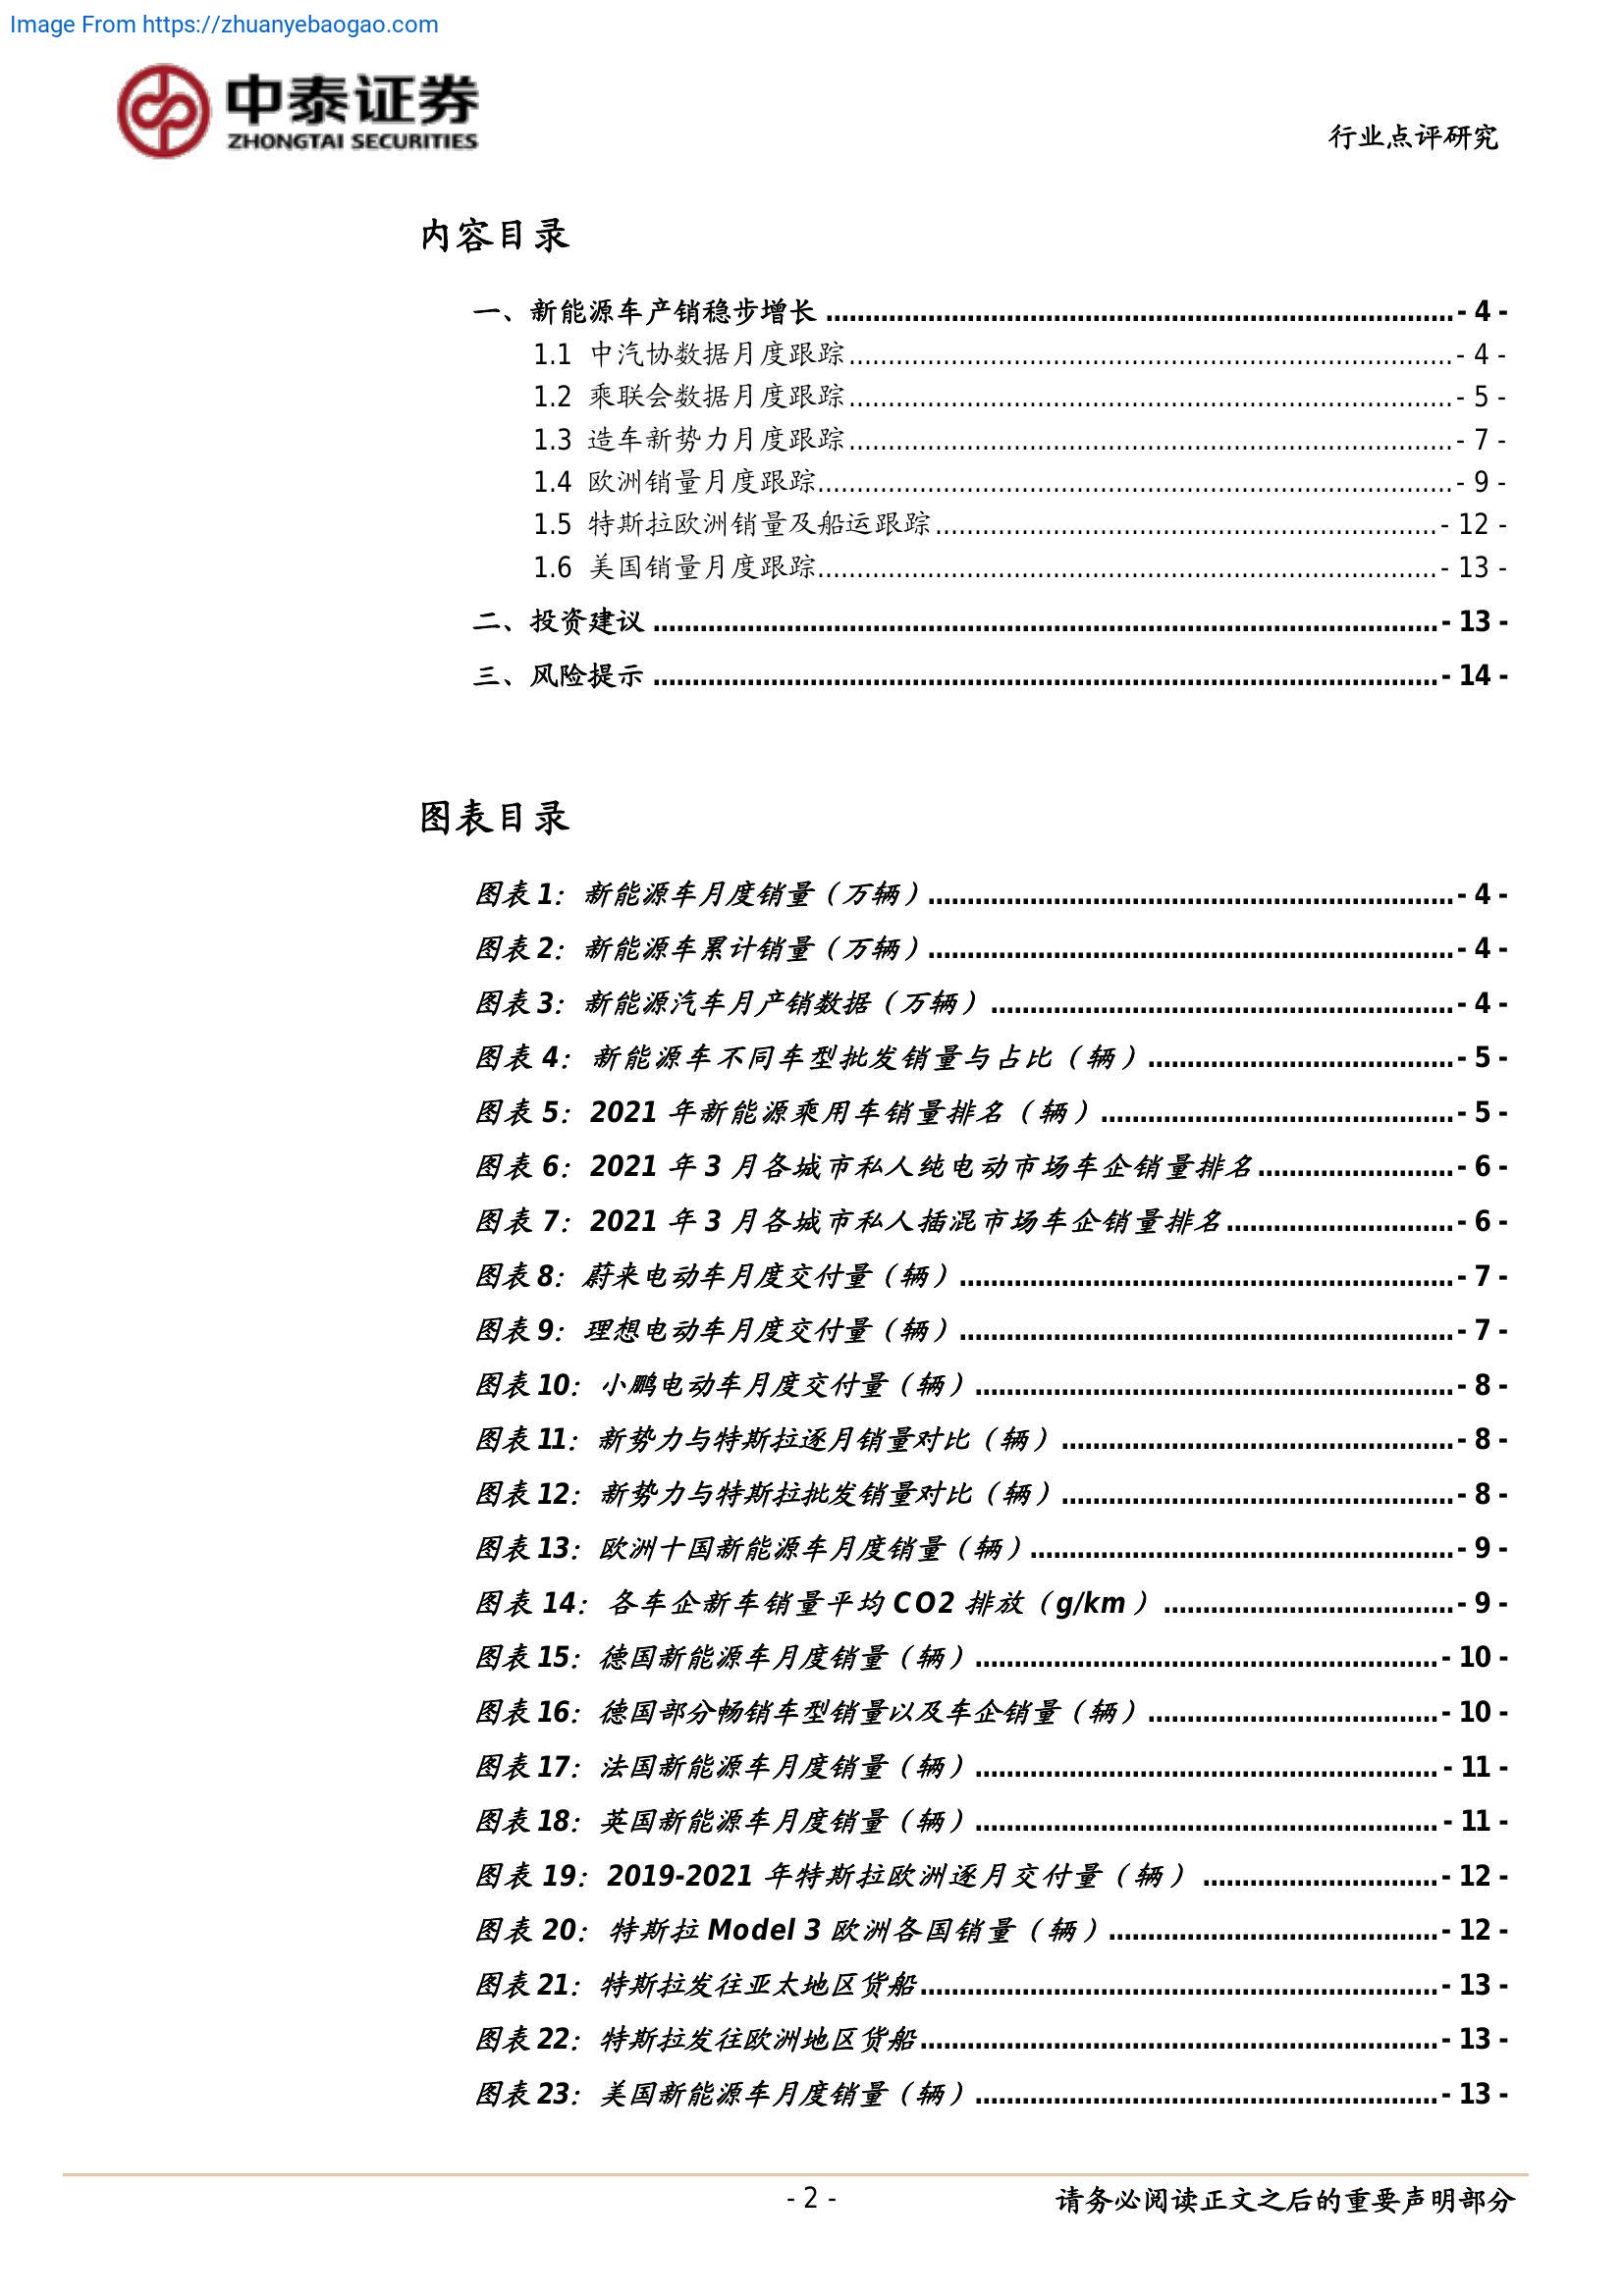 Image From https://zhuanyebaogao.com
中泰证券
ZHONGTAI SECURITIES
行业点评研究
内容目录
一、新能源车产销稳步增长 - 4 -
1.1 中汽协数据月度跟踪 - 4 -
1.2 乘联会数据月度跟踪 - 5 -
1.3 造车新势力月度跟踪 - 7 -
1.4 欧洲销量月度跟踪 - 9 -
1.5 特斯拉欧洲销量及船运跟踪 - 12 -
1.6 美国销量月度跟踪 - 13 -
二、投资建议 - 13 -
三、风险提示 - 14 -
图表目录
图表 1：新能源车月度销量（万辆） - 4 -
图表 2：新能源车累计销量（万辆） - 4 -
图表 3：新能源汽车月产销数据（万辆） - 4 -
图表 4：新能源车不同车型批发销量与占比（辆） - 5 -
图表 5：2021 年新能源乘用车销量排名（辆） - 5 -
图表 6：2021 年 3 月各城市私人纯电动市场车企销量排名 - 6 -
图表 7：2021 年 3 月各城市私人插混市场车企销量排名 - 6 -
图表 8：蔚来电动车月度交付量（辆） - 7 -
图表 9：理想电动车月度交付量（辆） - 7 -
图表 10：小鹏电动车月度交付量（辆） - 8 -
图表 11：新势力与特斯拉逐月销量对比（辆） - 8 -
图表 12：新势力与特斯拉批发销量对比（辆） - 8 -
图表 13：欧洲十国新能源车月度销量（辆） - 9 -
图表 14：各车企新车销量平均 CO2 排放（g/km） - 9 -
图表 15：德国新能源车月度销量（辆） - 10 -
图表 16：德国部分畅销车型销量以及车企销量（辆） - 10 -
图表 17：法国新能源车月度销量（辆） - 11 -
图表 18：英国新能源车月度销量（辆） - 11 -
图表 19：2019-2021 年特斯拉欧洲逐月交付量（辆） - 12 -
图表 20：特斯拉 Model 3 欧洲各国销量（辆） - 12 -
图表 21：特斯拉发往亚太地区货船 - 13 -
图表 22：特斯拉发往欧洲地区货船 - 13 -
图表 23：美国新能源车月度销量（辆） - 13 -
- 2 -
请务必阅读正文之后的重要声明部分